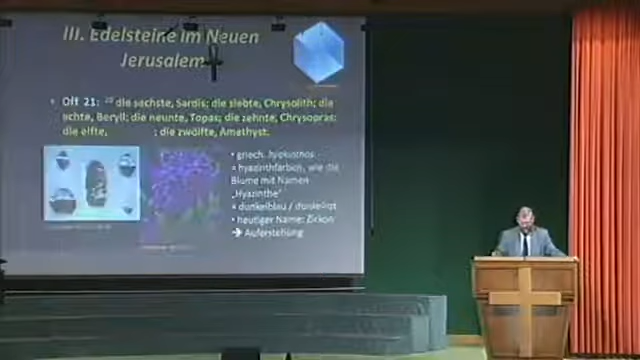 III. Edelsteine im Neuen
Jerusalem
• Off 21: 20 die sechste, Sardis; die siebte, Chrysolith; die
achte, Beryll; die neunte, Topas; die zehnte, Chrysopras;
die elfte, ; die zwölfte, Amethyst.
• griech. hyakinthos
= hyazinthfarben, wie die
Blume mit Namen
„Hyazinthe"
= dunkelblau / dunkelrot
• heutiger Name: Zirkon
→ Auferstehung